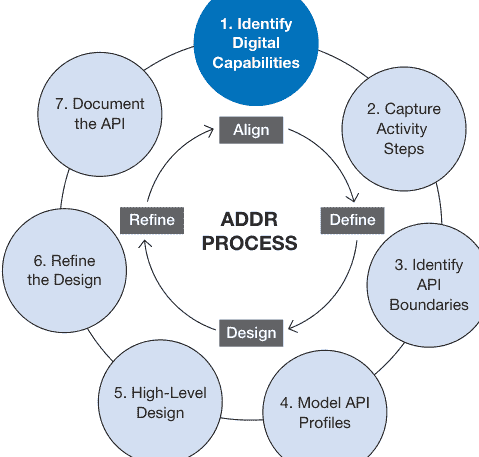 1. Identify
Digital
Capabilities
2. Capture
Activity
Steps
3. Identify
API
Boundaries
4. Model API
Profiles
5. High-Level
Design
6. Refine
the Design
7. Document
the API
Align
Define
Design
Refine
ADDR
PROCESS